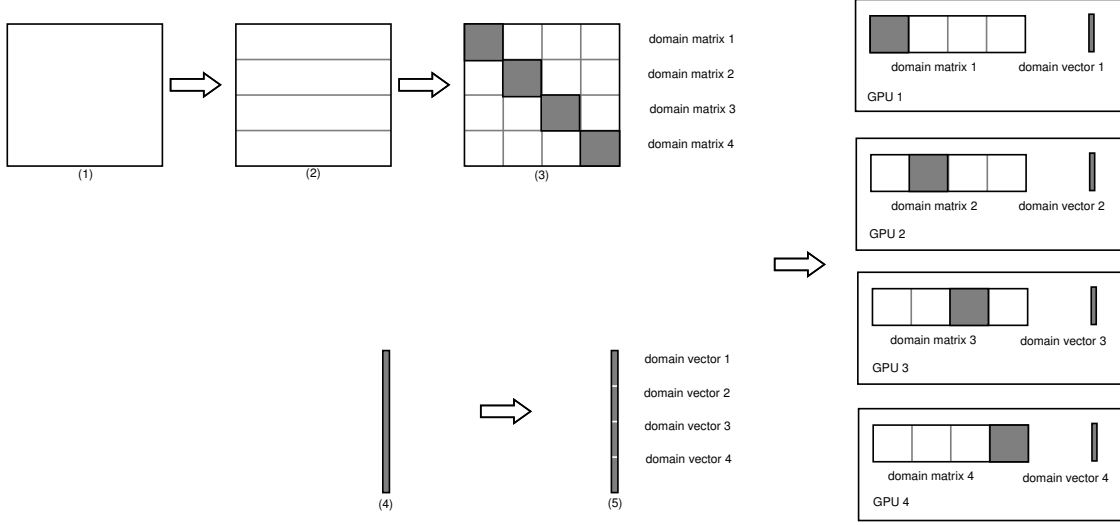 domain matrix 1
domain matrix 2
domain matrix 3
domain matrix 4
(1)
(2)
(3)
domain vector 1
domain vector 2
domain vector 3
domain vector 4
(4)
(5)
domain matrix 1 domain vector 1
GPU 1
domain matrix 2 domain vector 2
GPU 2
domain matrix 3 domain vector 3
GPU 3
domain matrix 4 domain vector 4
GPU 4